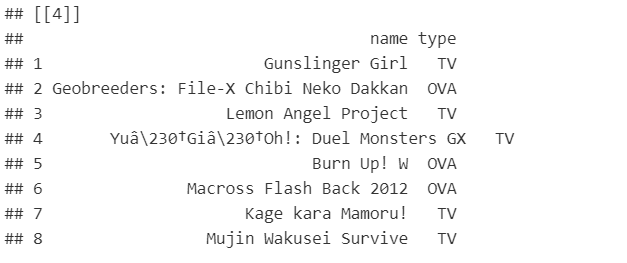 ## [[4]]
## name type
## 1 Gunslinger Girl TV
## 2 Geobreeders: File-X Chibi Neko Dakkan OVA
## 3 Lemon Angel Project TV
## 4 Yuâ\230†Giâ\230†Oh!: Duel Monsters GX TV
## 5 Burn Up! W OVA
## 6 Macross Flash Back 2012 OVA
## 7 Kage kara Mamoru! TV
## 8 Mujin Wakusei Survive TV